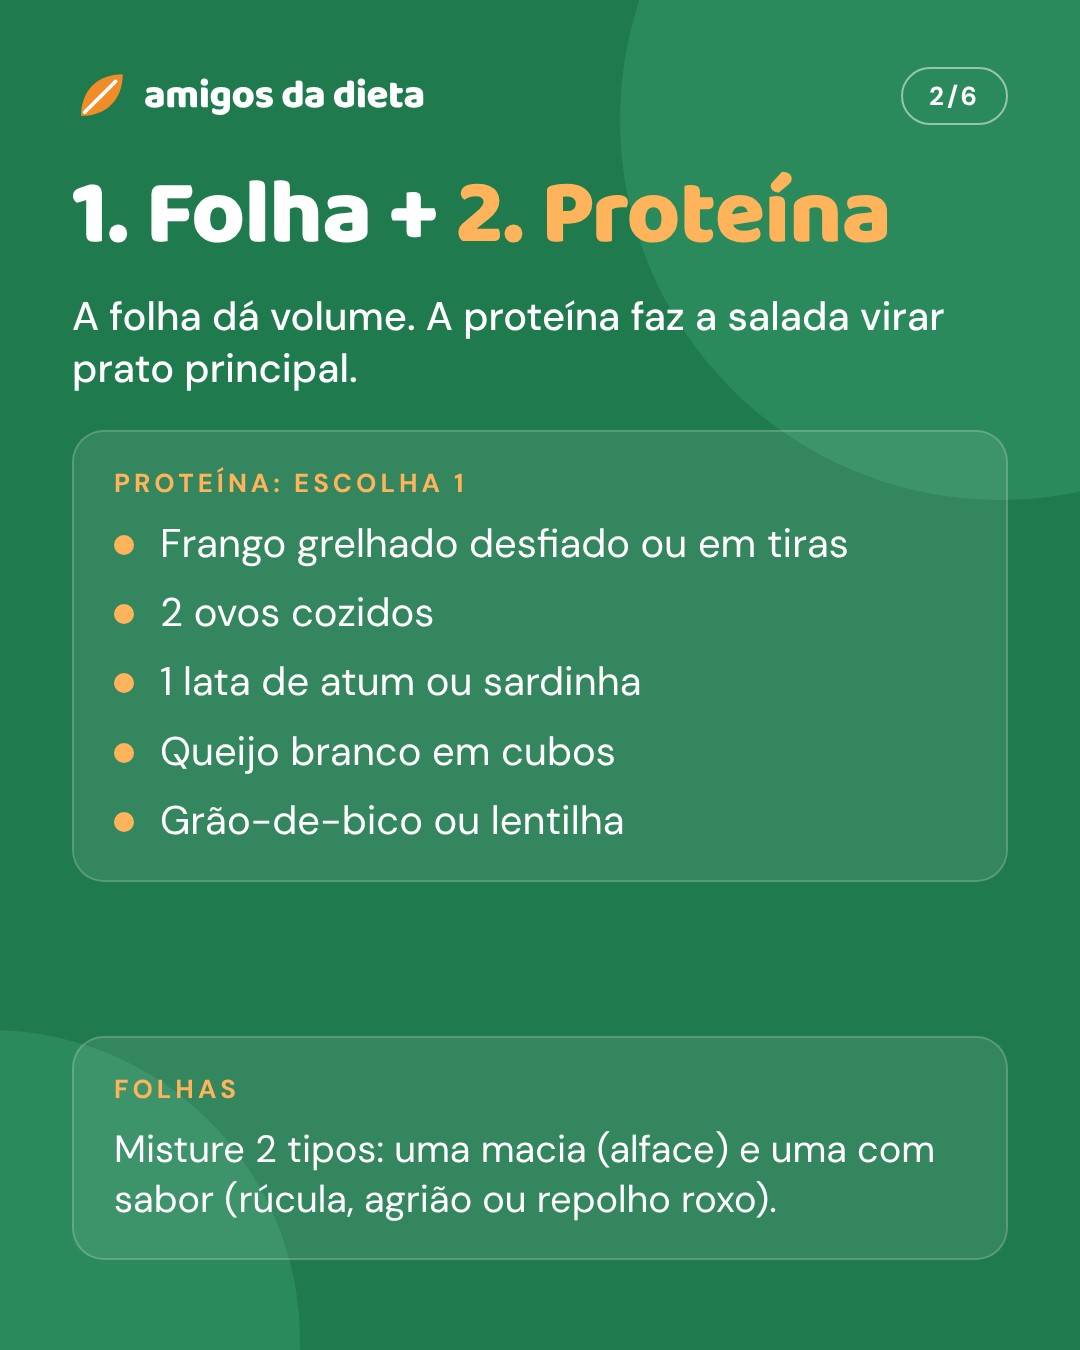 amigos da dieta
2/6
1. Folha + 2. Proteína
A folha dá volume. A proteína faz a salada virar
prato principal.
PROTEÍNA: ESCOLHA 1
Frango grelhado desfiado ou em tiras
2 ovos cozidos
1 lata de atum ou sardinha
Queijo branco em cubos
Grão-de-bico ou lentilha
FOLHAS
Misture 2 tipos: uma macia (alface) e uma com
sabor (rúcula, agrião ou repolho roxo).